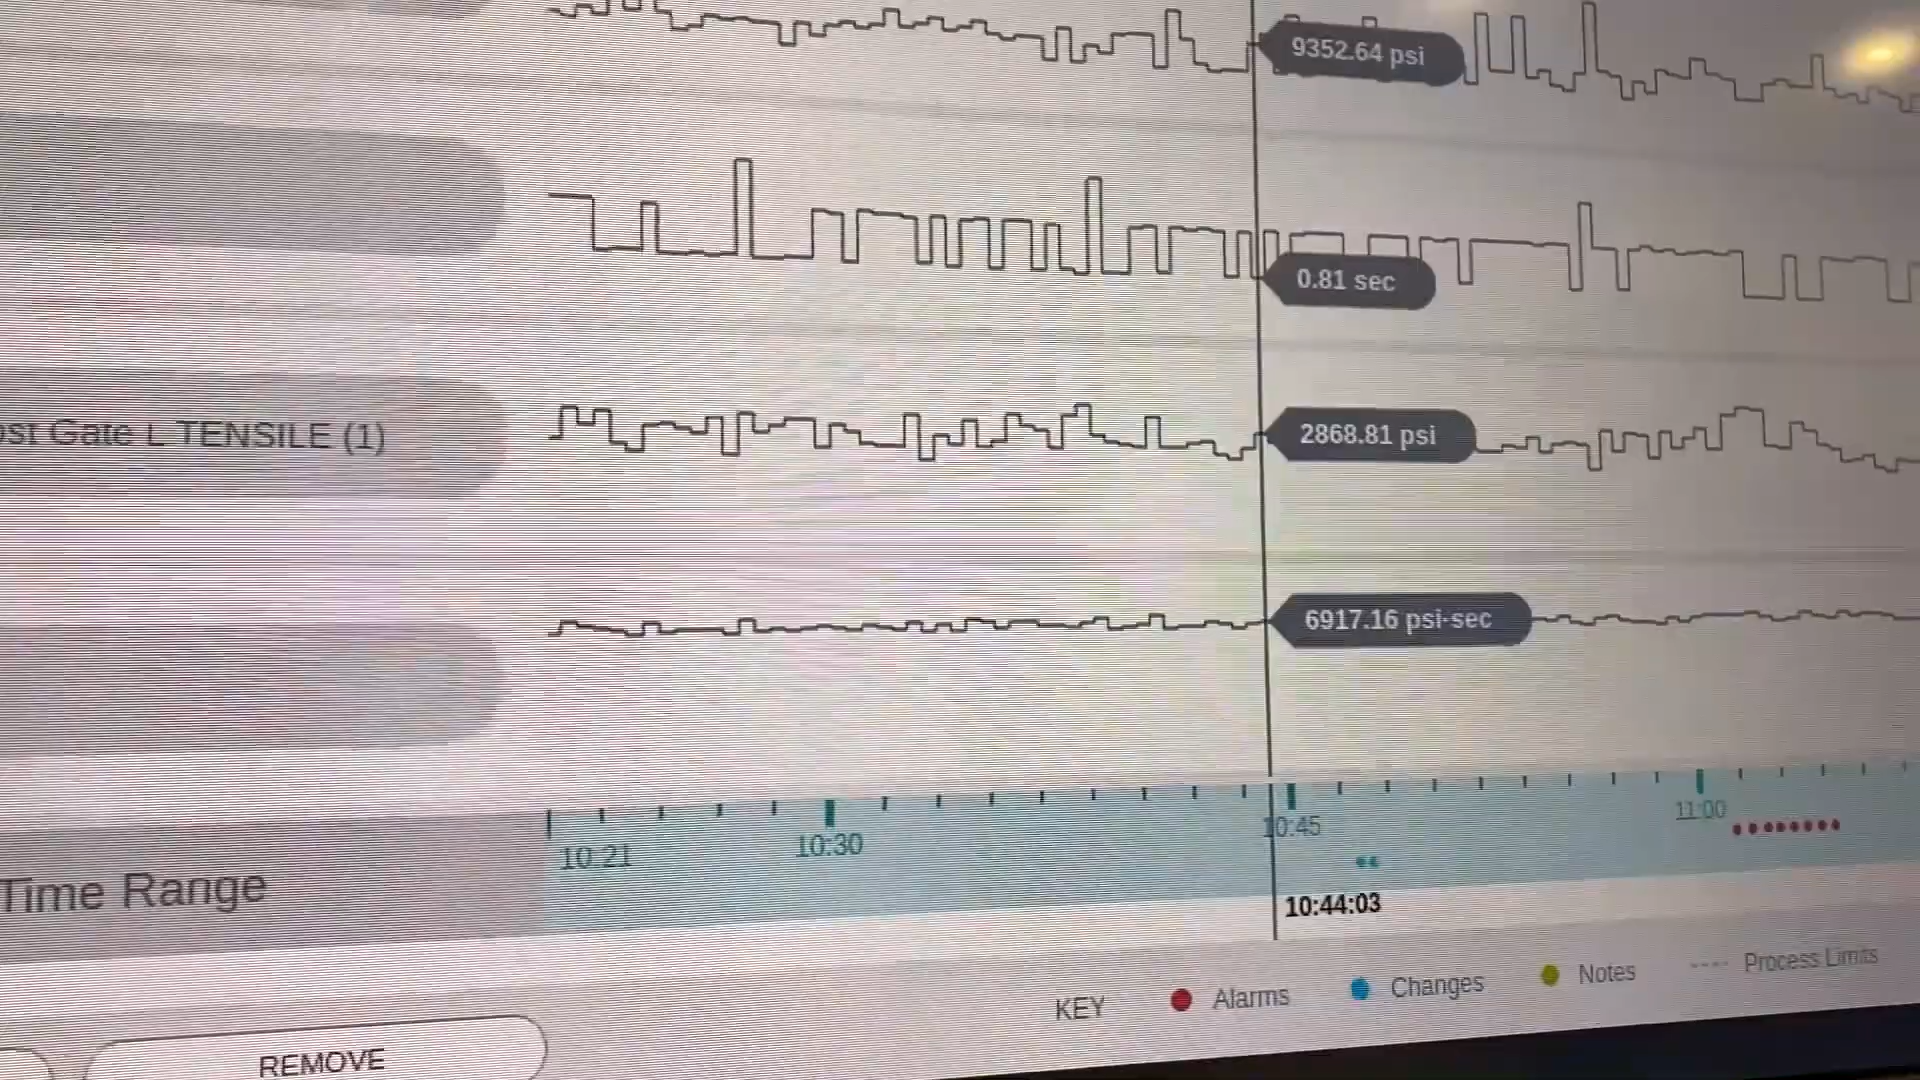 9352.64 psi
0.81 sec
Gate L TENSILE (1)
2868.81 psi
6917.16 psi·sec
10:21
10:30
10:45
11:00
Time Range
10:44:03
KEY
Alarms
Changes
Notes
Process Limits
REMOVE